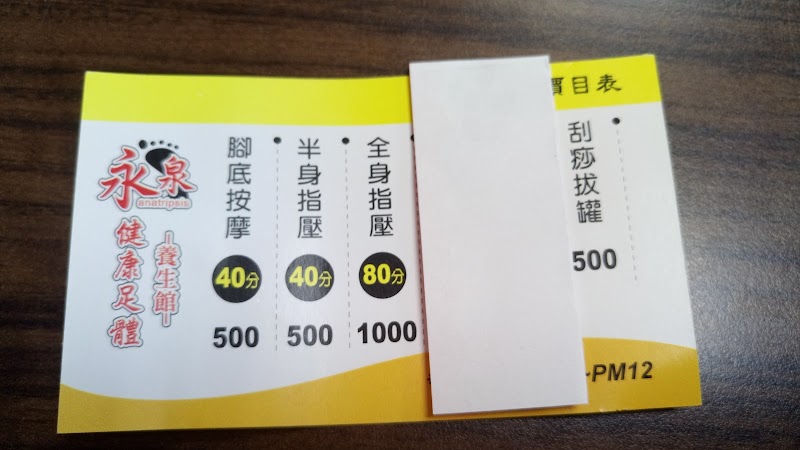 價目表
永泉
anatripsis
健康足體
-養生館-
腳底按摩
40分
500
半身指壓
40分
500
全身指壓
80分
1000
刮痧拔罐
500
~PM12